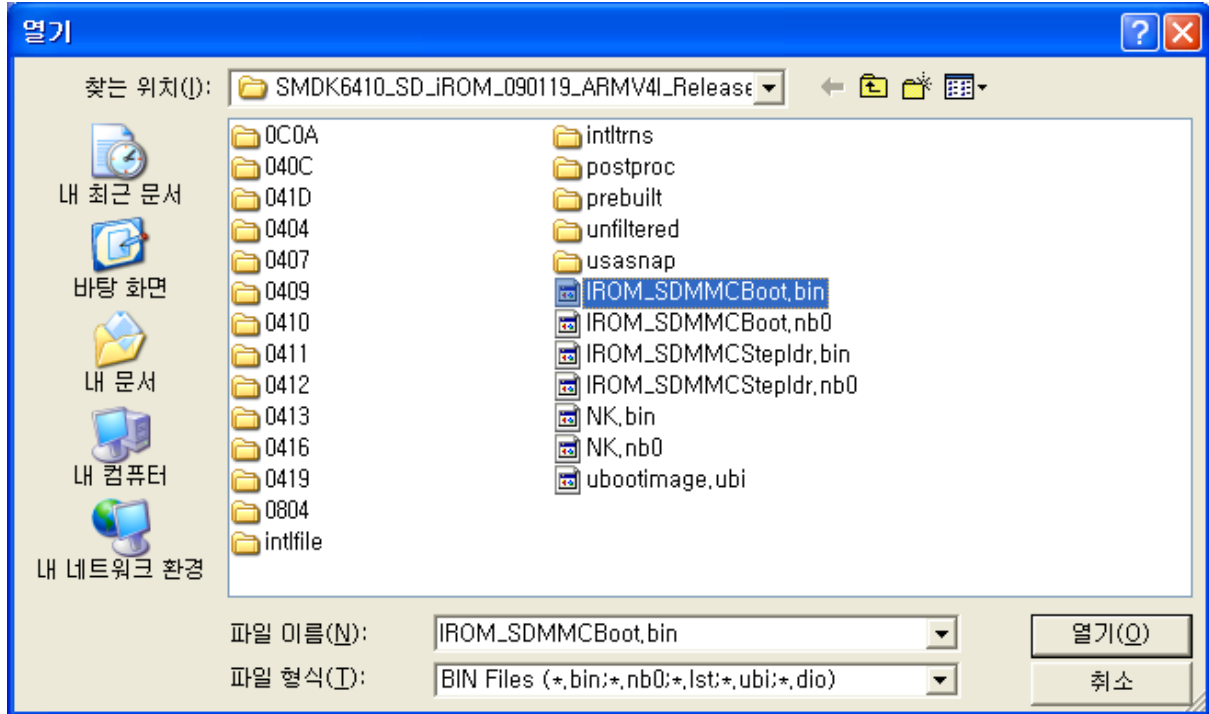 열기
찾는 위치(I):
SMDK6410_SD_iROM_090119_ARMV4I_Release
내 최근 문서
바탕 화면
내 문서
내 컴퓨터
내 네트워크 환경
0C0A
040C
041D
0404
0407
0409
0410
0411
0412
0413
0416
0419
0804
intlfile
intltrns
postproc
prebuilt
unfiltered
usasnap
IROM_SDMMCBoot,bin
IROM_SDMMCBoot,nb0
IROM_SDMMCStepldr,bin
IROM_SDMMCStepldr,nb0
NK,bin
NK,nb0
ubootimage,ubi
파일 이름(N):
IROM_SDMMCBoot,bin
열기(O)
파일 형식(T):
BIN Files (*,bin;*,nb0;*,lst;*,ubi;*,dio)
취소